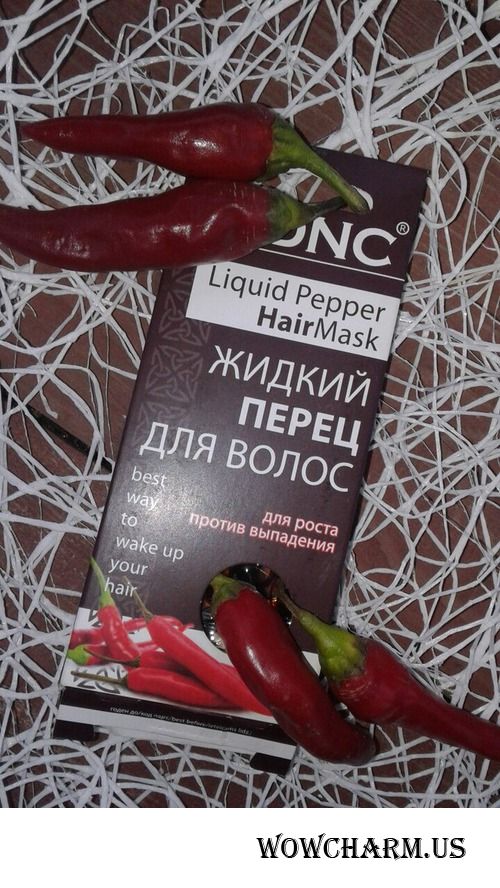 DNC®
Liquid Pepper
HairMask
ЖИДКИЙ
ПЕРЕЦ
ДЛЯ ВОЛОС
best
way
to
wake up
your
hair
для роста
против выпадения
WOWCHARM.US